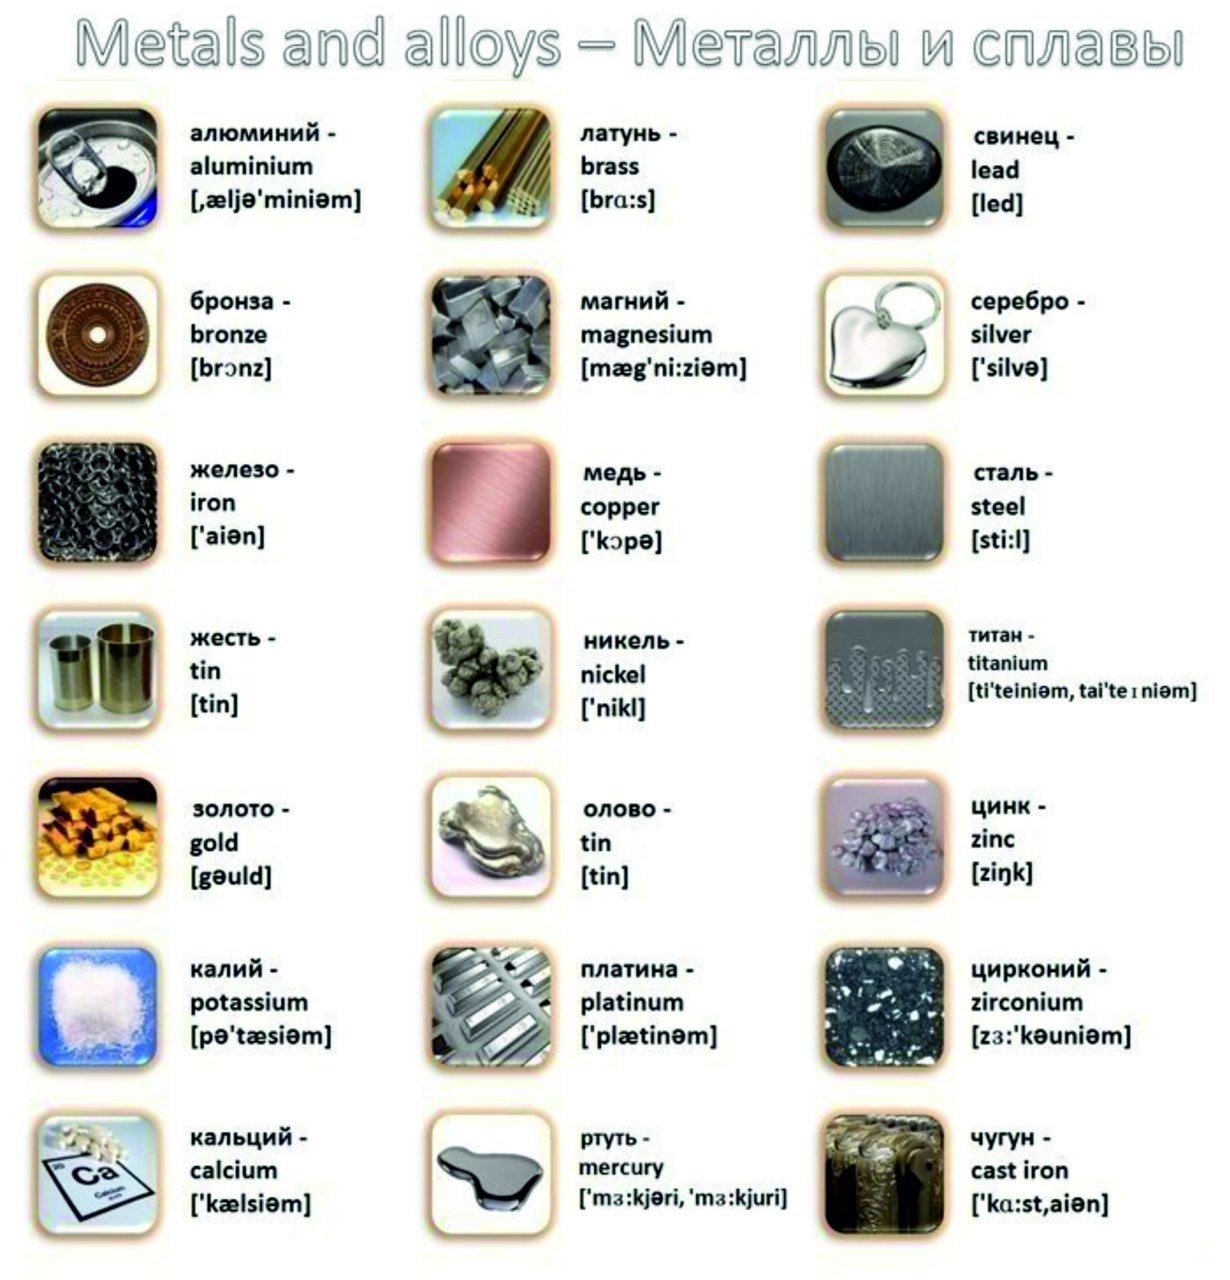 Metals and alloys – Металлы и сплавы
алюминий -
aluminium
[,æljə'miniəm]
латунь -
brass
[brɑ:s]
свинец -
lead
[led]
бронза -
bronze
[brɔnz]
магний -
magnesium
[mæg'ni:ziəm]
серебро -
silver
['silvə]
железо -
iron
['aiən]
медь -
copper
['kɔpə]
сталь -
steel
[sti:l]
жесть -
tin
[tin]
никель -
nickel
['nikl]
титан -
titanium
[ti'teiniəm, tai'teɪniəm]
золото -
gold
[gəuld]
олово -
tin
[tin]
цинк -
zinc
[ziŋk]
калий -
potassium
[pə'tæsiəm]
платина -
platinum
['plætinəm]
цирконий -
zirconium
[zɜ:'kəuniəm]
20
Ca
Calcium
кальций -
calcium
['kælsiəm]
ртуть -
mercury
['mɜ:kjəri, 'mɜ:kjuri]
чугун -
cast iron
['kɑ:st,aiən]